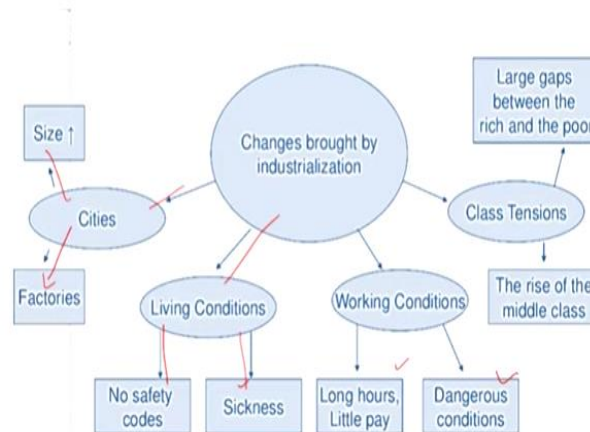 Changes brought by
industrialization
Size ↑
Cities
Factories
Living Conditions
No safety
codes
Sickness
Working Conditions
Long hours,
Little pay
Dangerous
conditions
Class Tensions
Large gaps
between the
rich and the poor
The rise of the
middle class